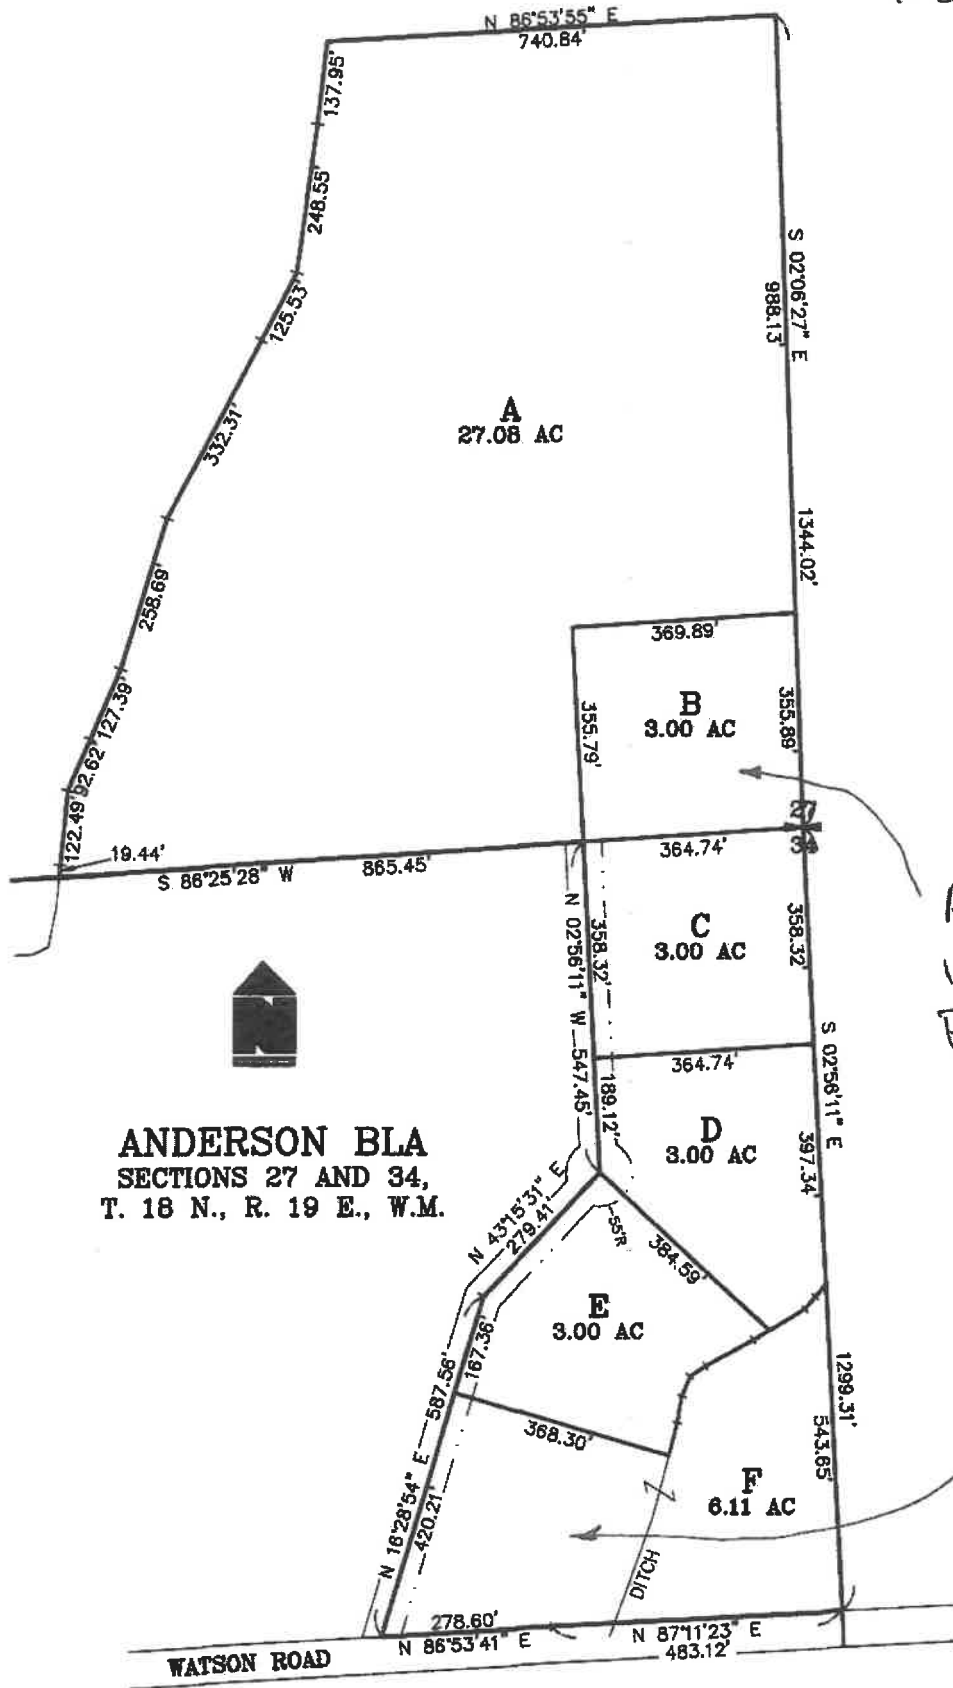 N 86°53'55" E
740.84'
137.95'
248.55'
125.53'
332.31'
258.69'
127.39'
92.62'
122.49'
19.44'
S 02°06'27" E
988.13'
1344.02'
A
27.08 AC
369.89'
B
3.00 AC
355.79'
355.89'
27
34
S 86°25'28" W
865.45'
364.74'
N 02°56'11" W
547.45'
358.32'
C
3.00 AC
358.32'
364.74'
S 02°56'11" E
1299.31'
189.12'
D
3.00 AC
397.34'
N
ANDERSON BLA
SECTIONS 27 AND 34,
T. 18 N., R. 19 E., W.M.
N 43°15'31" E
279.41'
55'R
384.59'
E
3.00 AC
167.36'
587.56'
N 16°28'54" E
420.21'
368.30'
543.65'
F
6.11 AC
DITCH
278.60'
N 86°53'41" E
N 87°11'23" E
483.12'
WATSON ROAD